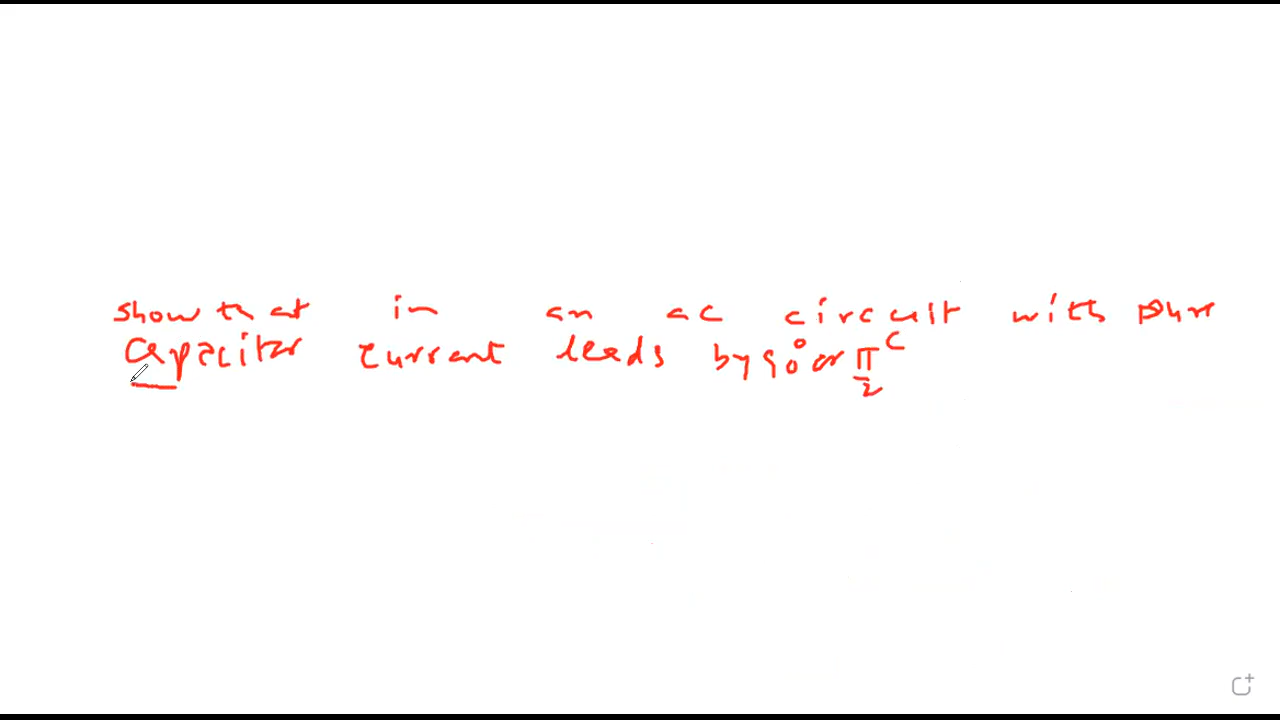 show that in an ac circuit with pure
Capacitor current leads by 90° or π/2 ᶜ